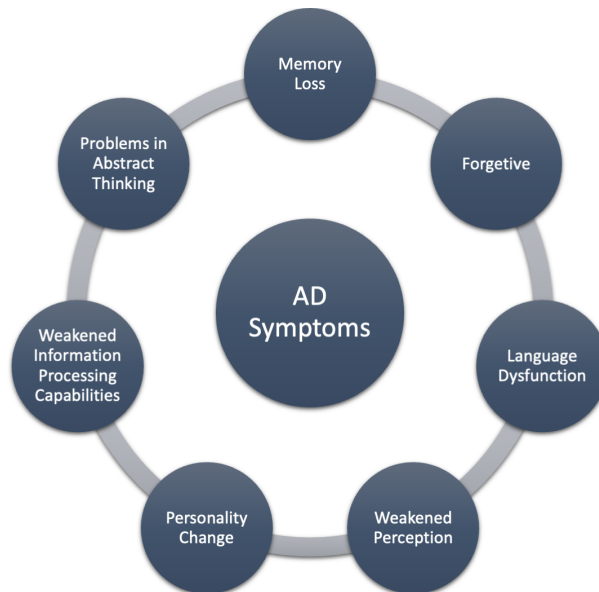 Memory
Loss
Forgetive
Language
Dysfunction
Weakened
Perception
Personality
Change
Weakened
Information
Processing
Capabilities
Problems in
Abstract
Thinking
AD
Symptoms